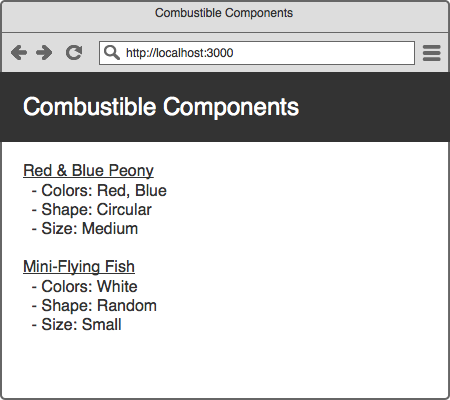 Combustible Components
http://localhost:3000
Combustible Components
Red & Blue Peony
- Colors: Red, Blue
- Shape: Circular
- Size: Medium
Mini-Flying Fish
- Colors: White
- Shape: Random
- Size: Small